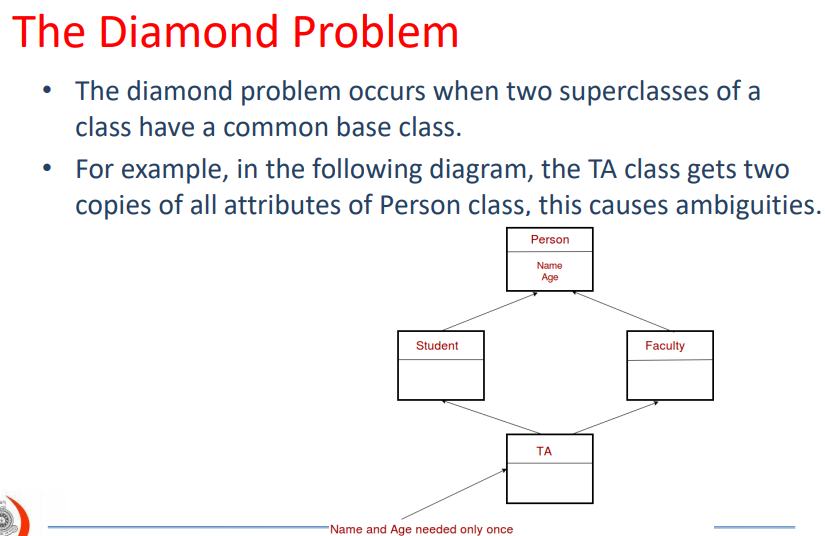 The Diamond Problem
• The diamond problem occurs when two superclasses of a
class have a common base class.
• For example, in the following diagram, the TA class gets two
copies of all attributes of Person class, this causes ambiguities.
Person
Name
Age
Student
Faculty
TA
Name and Age needed only once